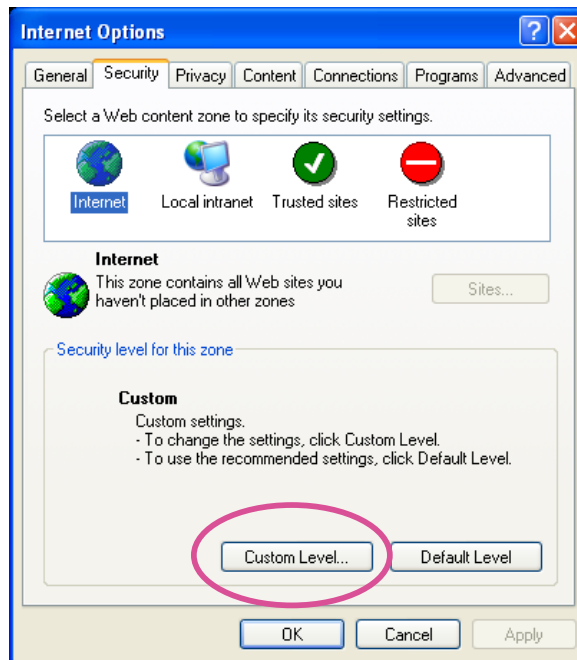 Internet Options
General Security Privacy Content Connections Programs Advanced
Select a Web content zone to specify its security settings.
Internet Local intranet Trusted sites Restricted sites
Internet
This zone contains all Web sites you
haven't placed in other zones
Sites...
Security level for this zone
Custom
Custom settings.
- To change the settings, click Custom Level.
- To use the recommended settings, click Default Level.
Custom Level... Default Level
OK Cancel Apply